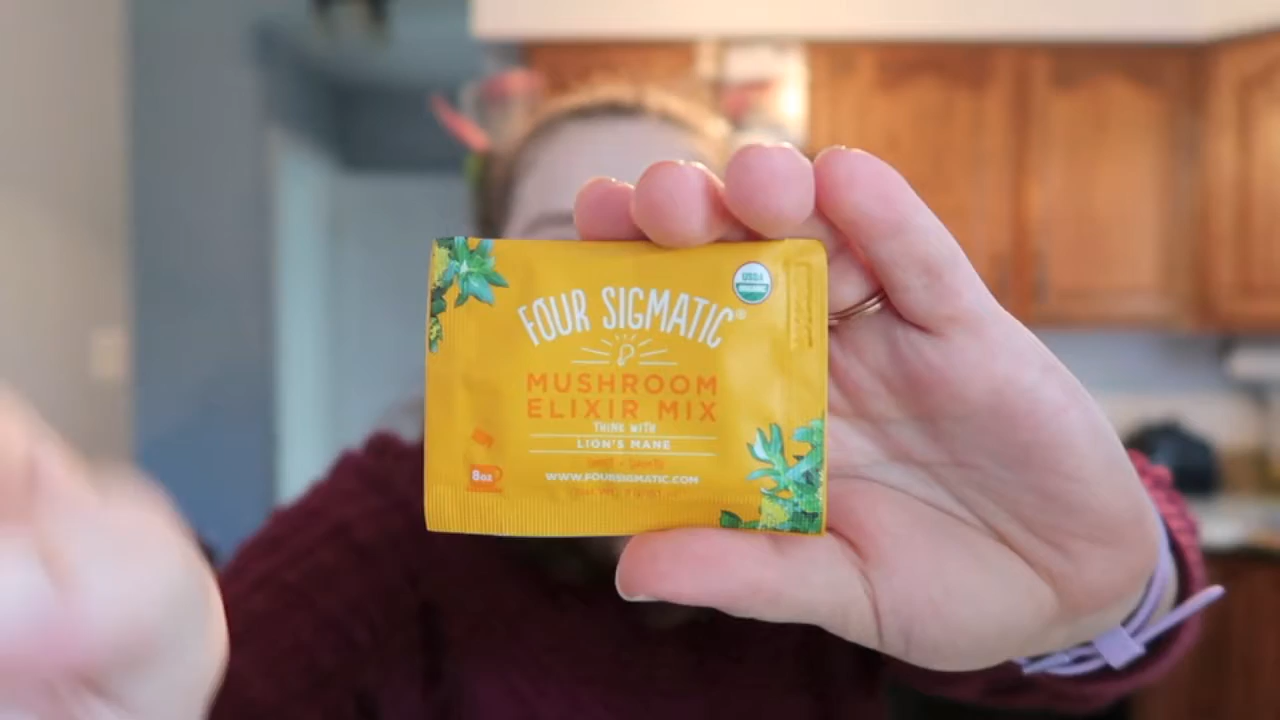 USDA
ORGANIC
FOUR SIGMATIC®
MUSHROOM
ELIXIR MIX
THINK WITH
LION'S MANE
8oz
WWW.FOURSIGMATIC.COM